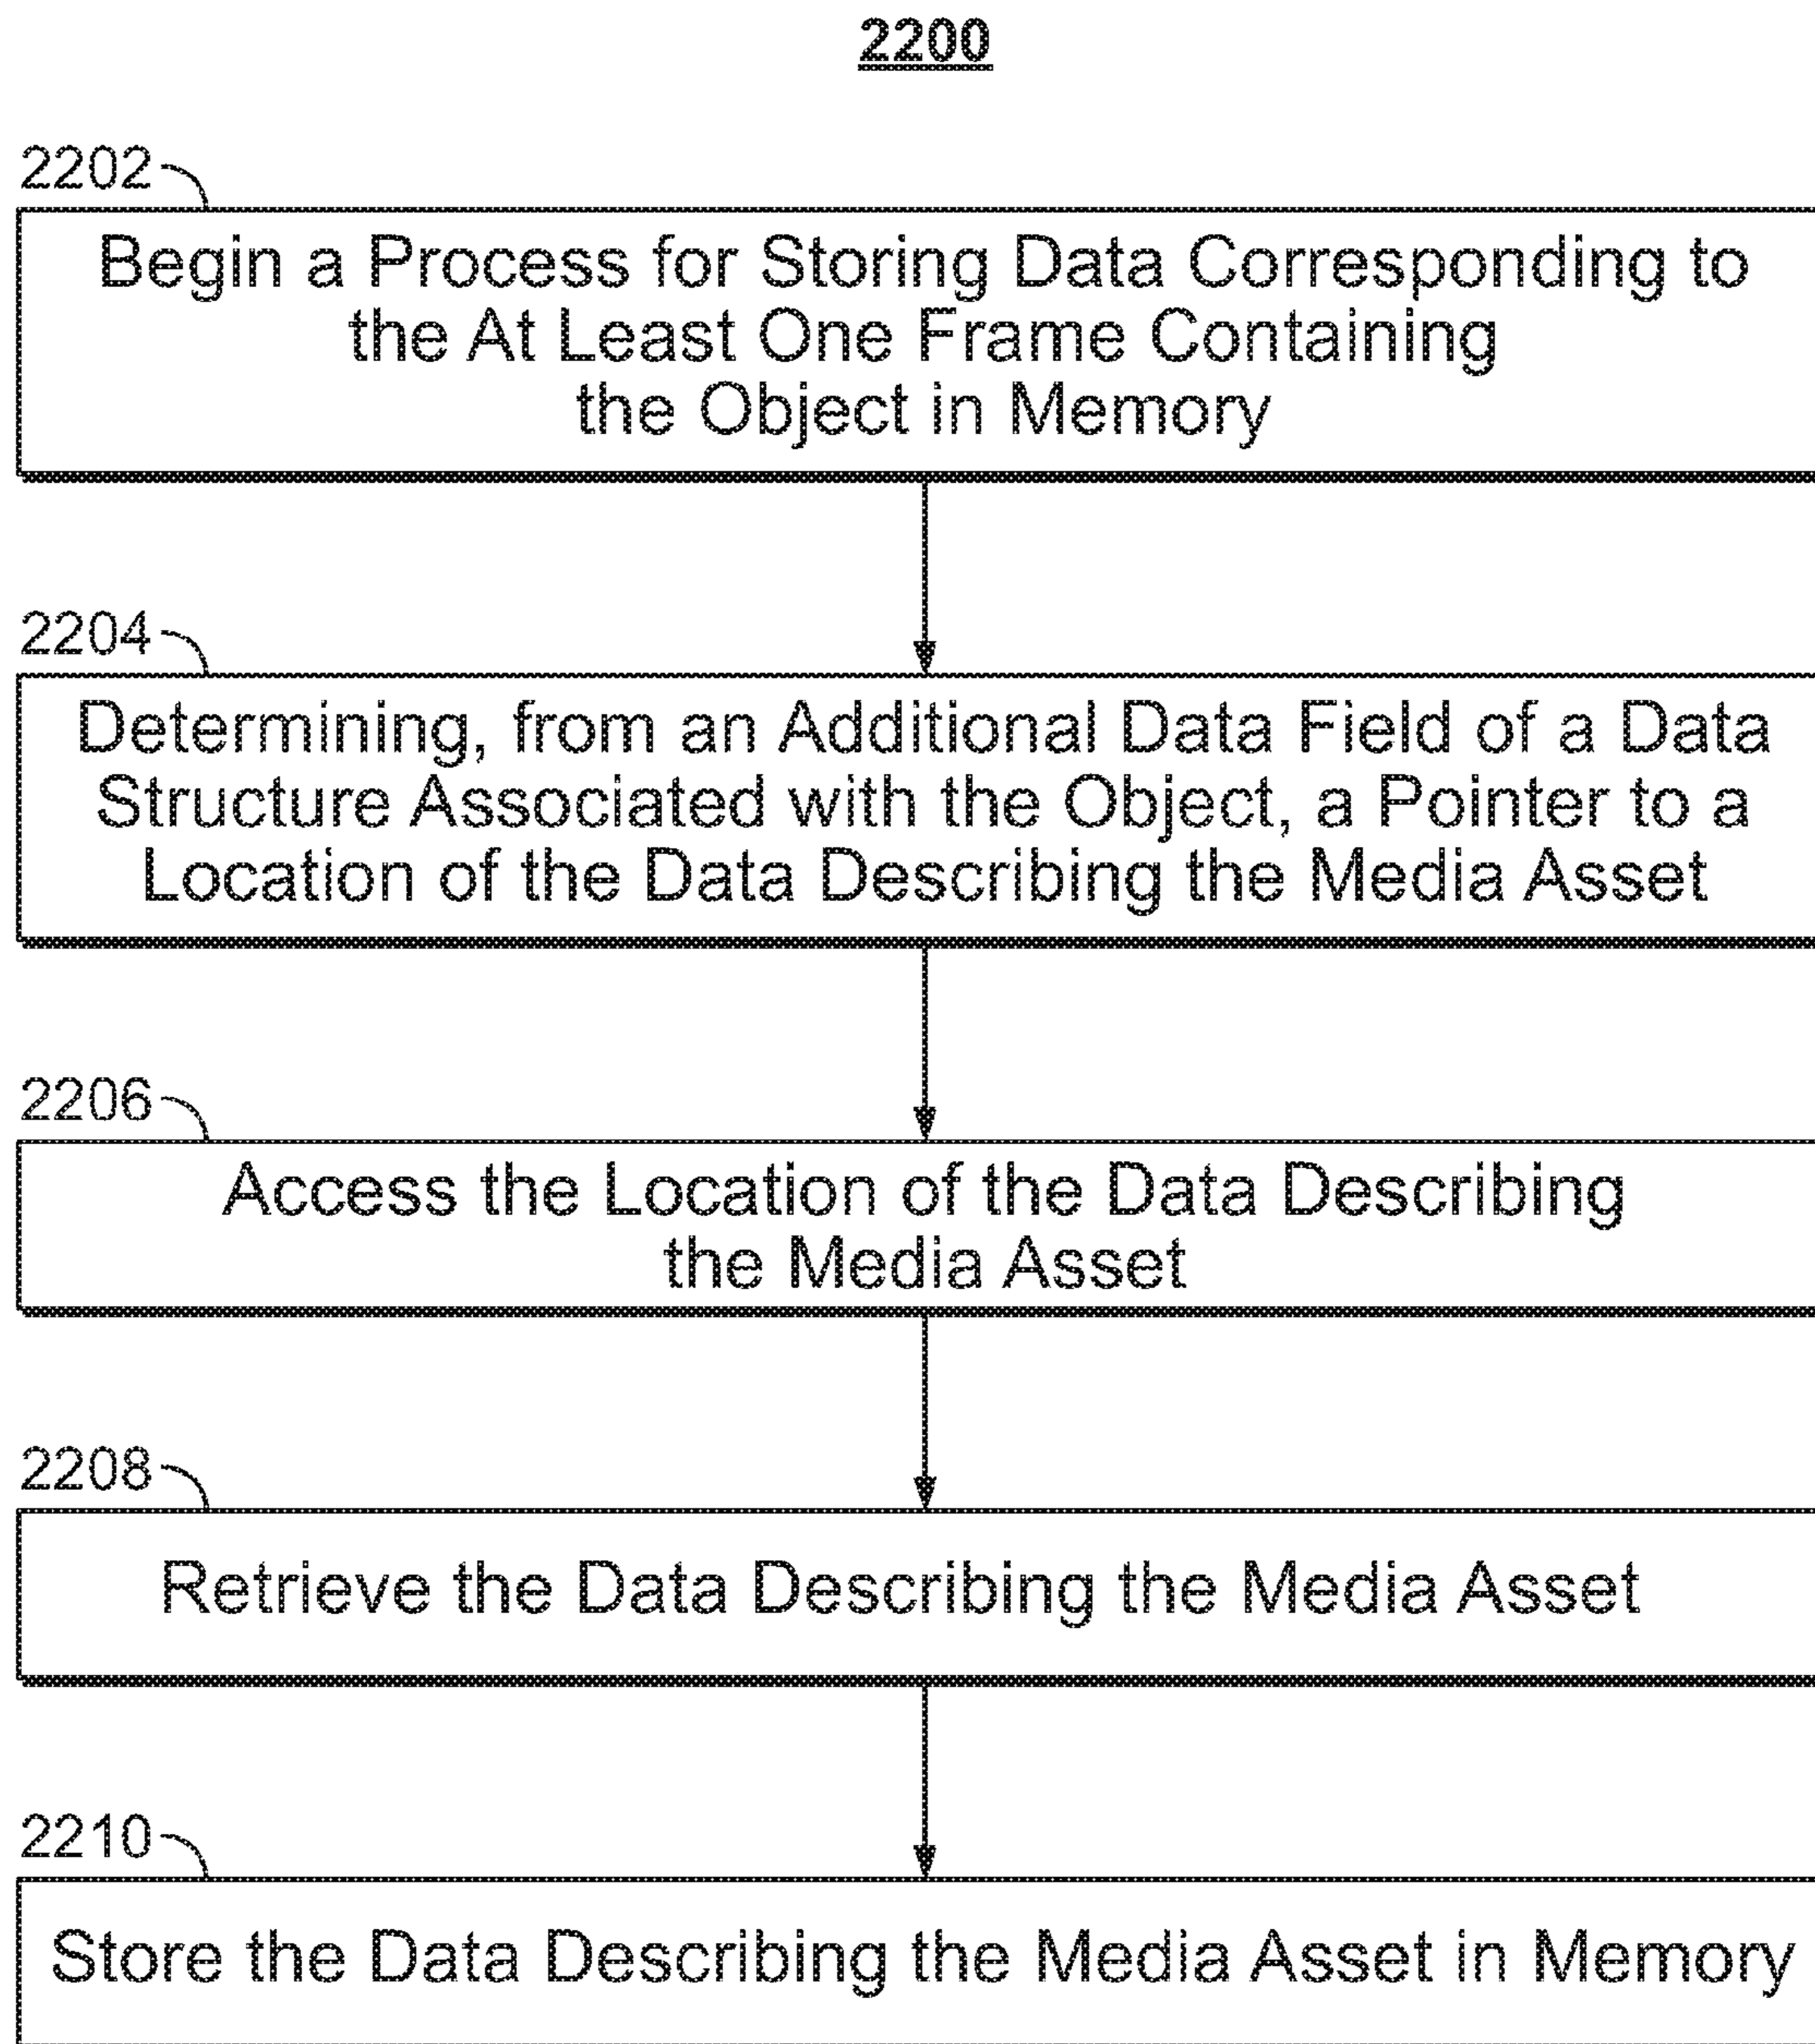 2200
2202
Begin a Process for Storing Data Corresponding to
the At Least One Frame Containing
the Object in Memory
2204
Determining, from an Additional Data Field of a Data
Structure Associated with the Object, a Pointer to a
Location of the Data Describing the Media Asset
2206
Access the Location of the Data Describing
the Media Asset
2208
Retrieve the Data Describing the Media Asset
2210
Store the Data Describing the Media Asset in Memory